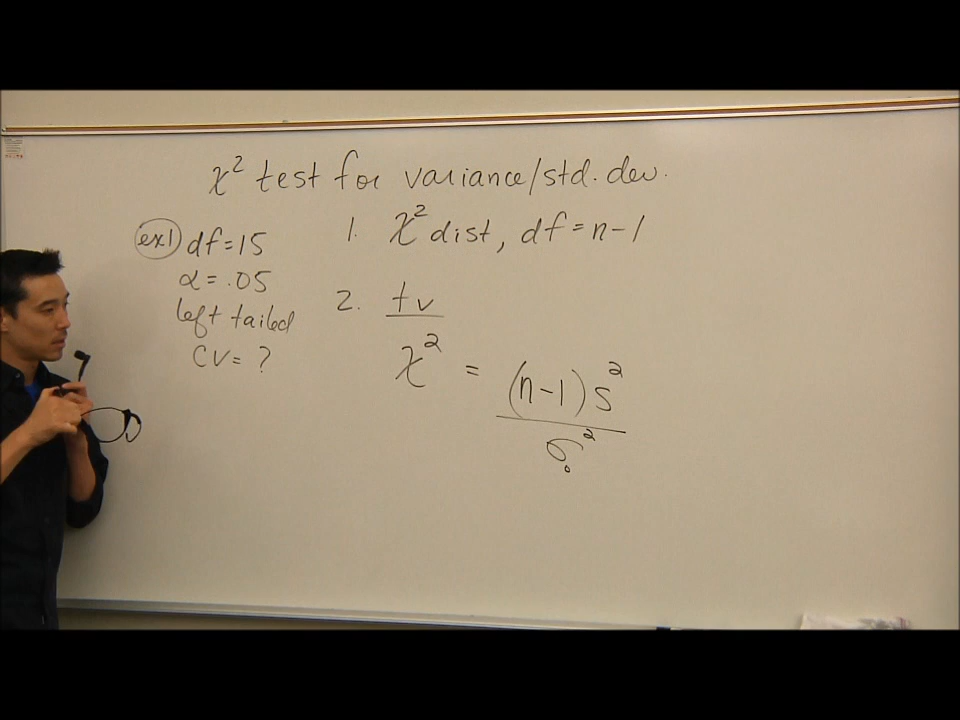 χ² test for variance/std. dev.
ex1 df=15
α=.05
left tailed
CV= ?
1. χ² dist, df=n-1
2. tv
χ² = (n-1)s²
σ₀²